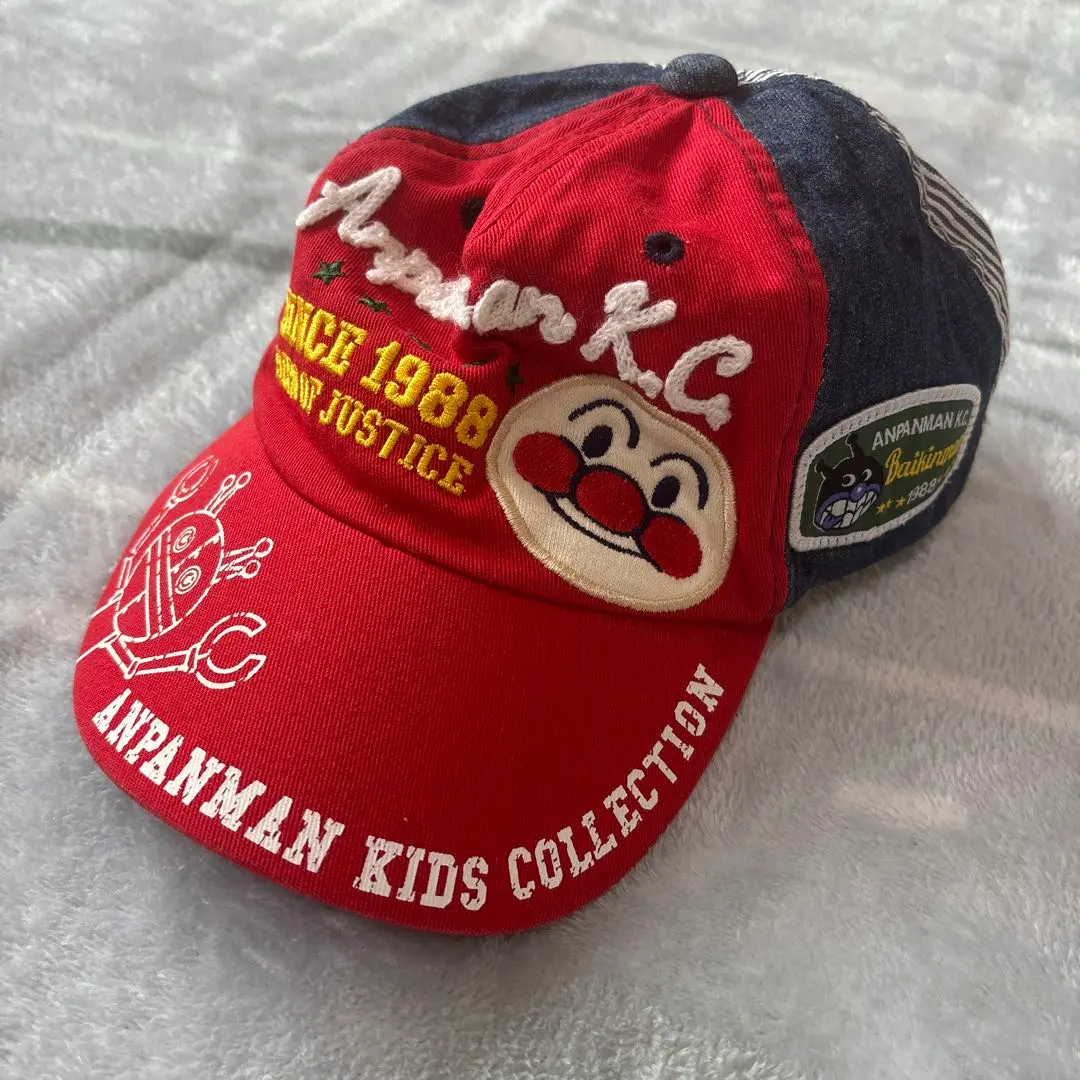 Anpanman K.C.
SINCE 1988
OF JUSTICE
ANPANMAN KIDS COLLECTION
ANPANMAN K.C.
Baikinman
1988